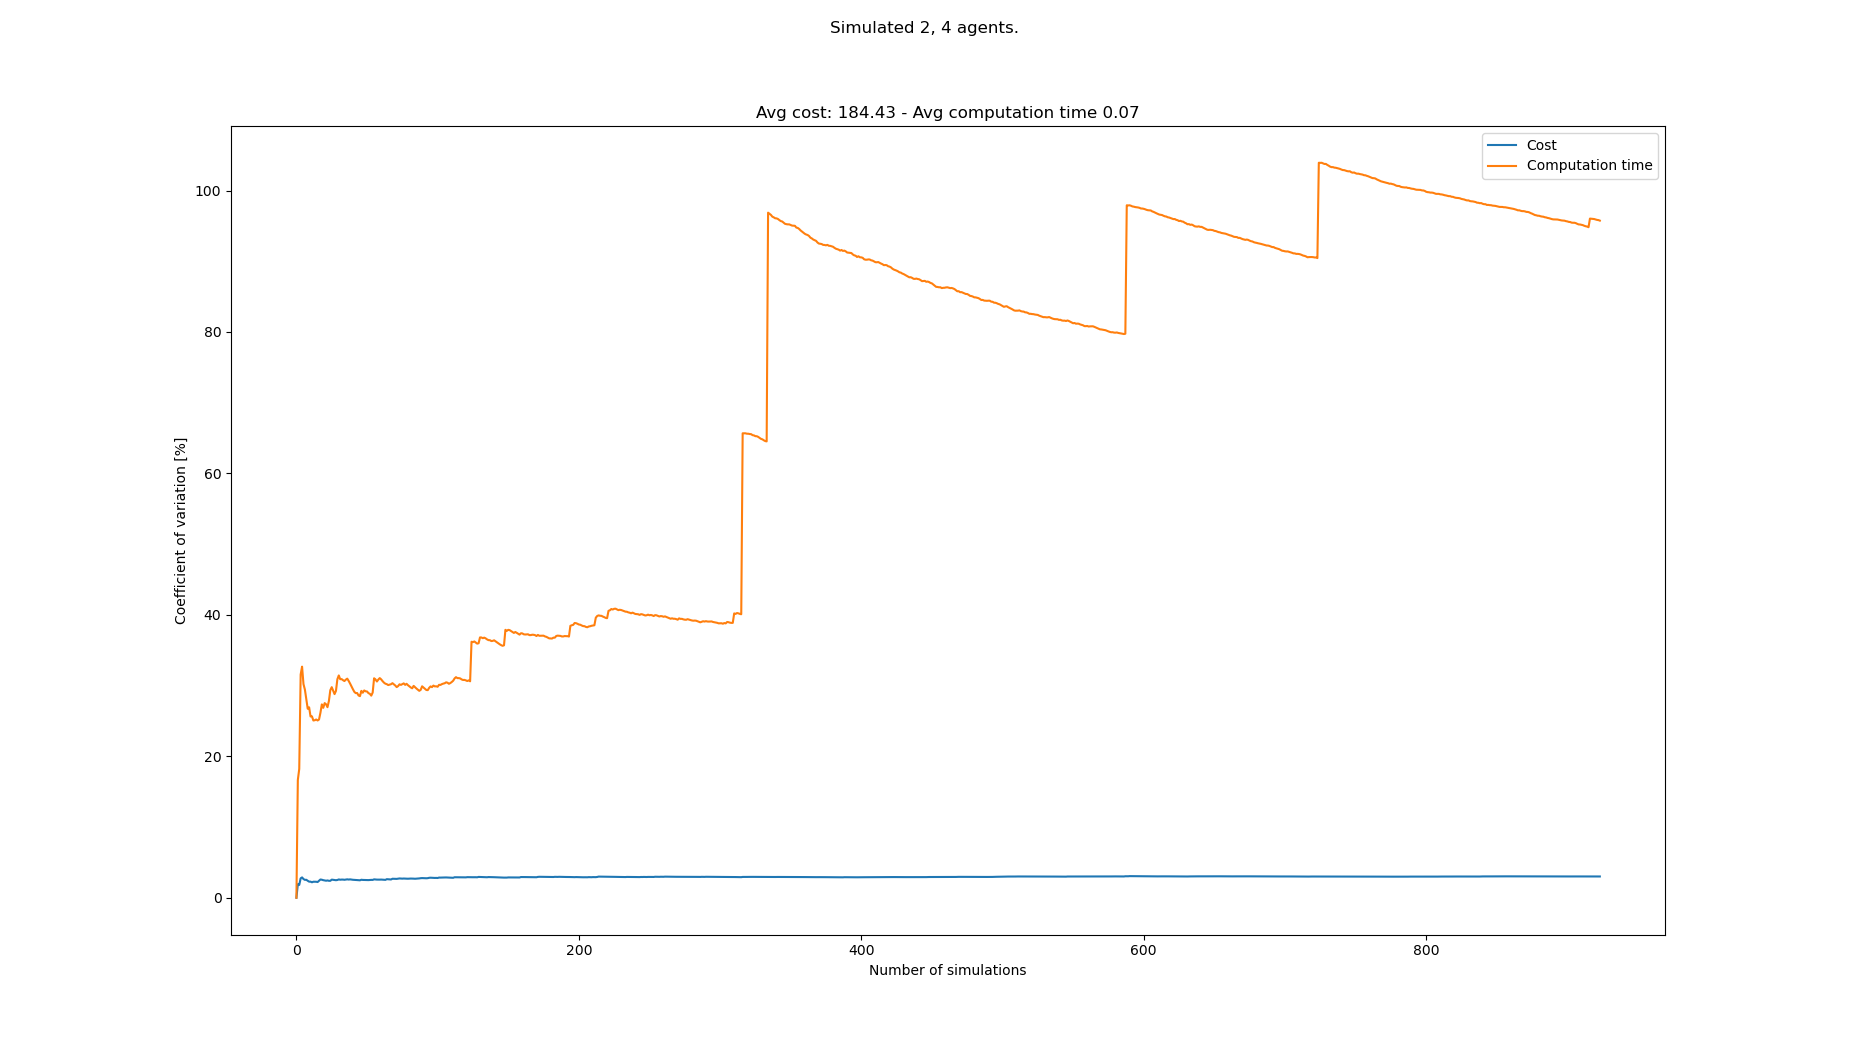 Simulated 2, 4 agents.
Avg cost: 184.43 - Avg computation time 0.07
Cost
Computation time
Coefficient of variation [%]
100
80
60
40
20
0
0 200 400 600 800
Number of simulations